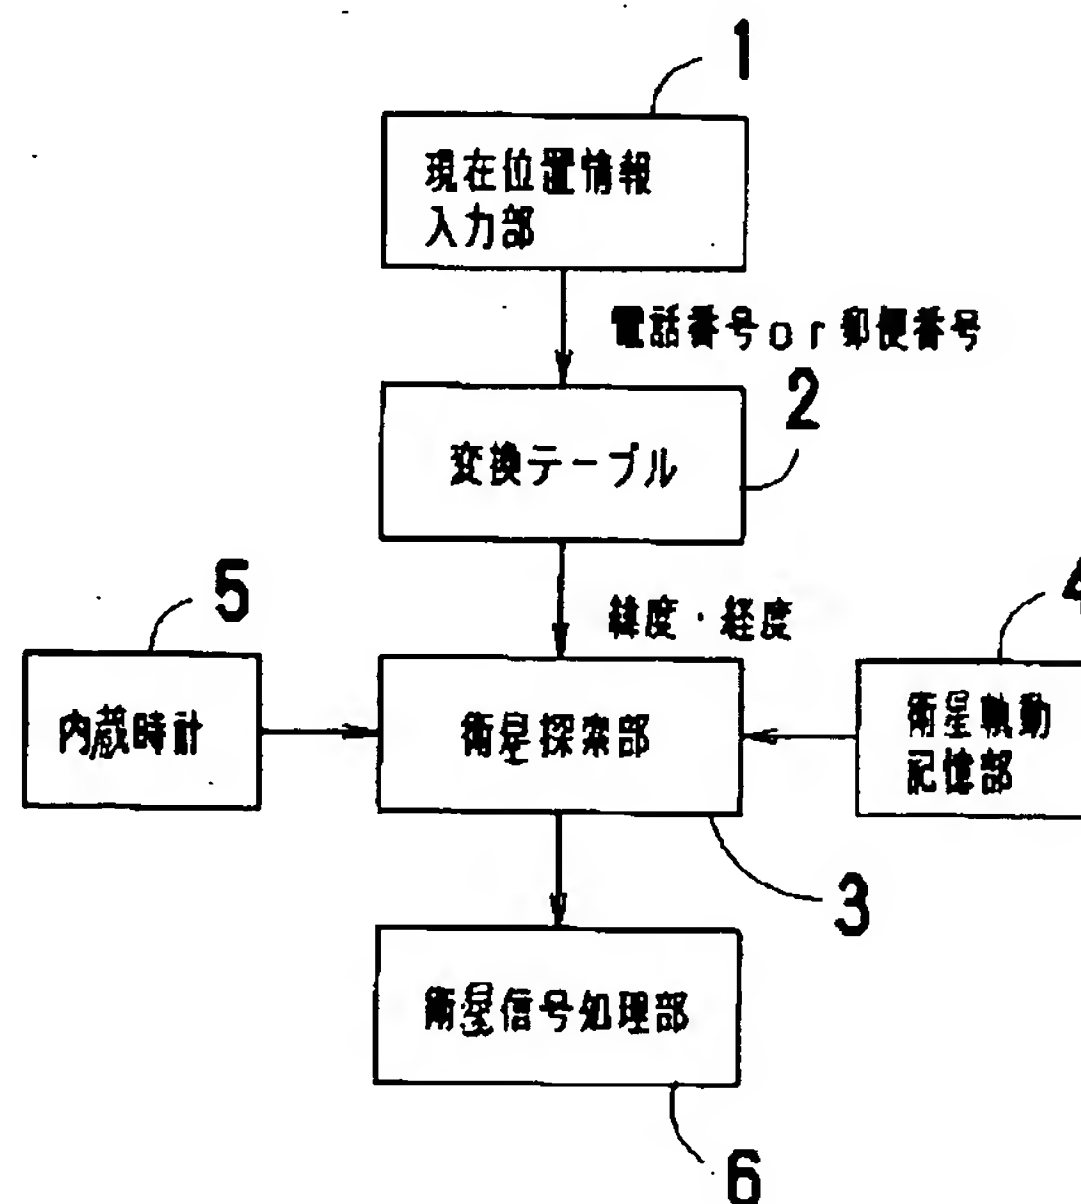 1
現在位置情報
入力部
電話番号or郵便番号
2
変換テーブル
5
緯度・経度
4
内蔵時計
衛星探索部
衛星軌動
記憶部
3
衛星信号処理部
6